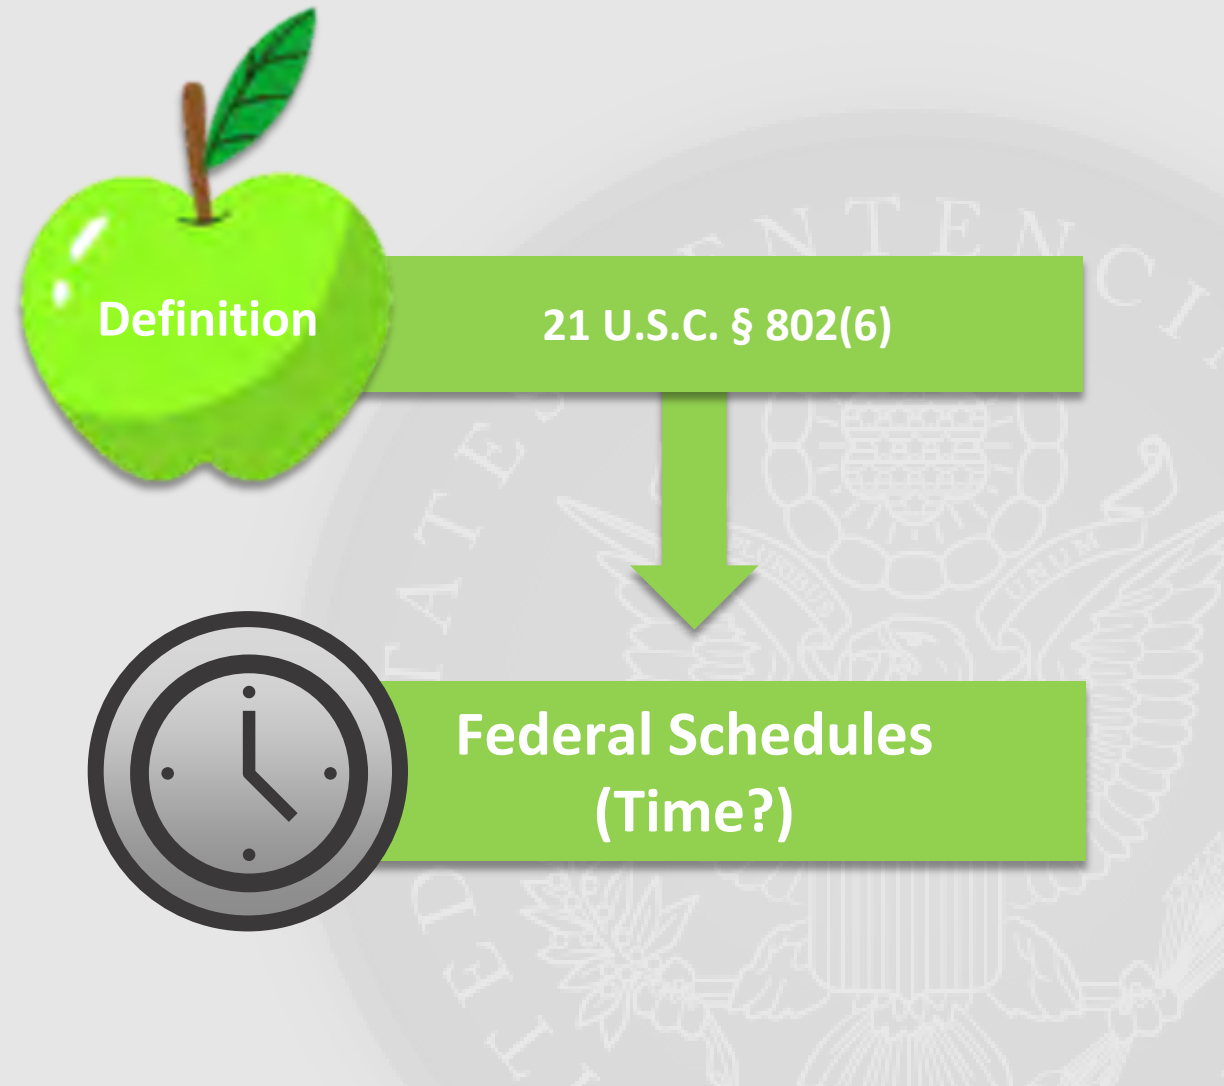 Definition
21 U.S.C. § 802(6)
Federal Schedules
(Time?)